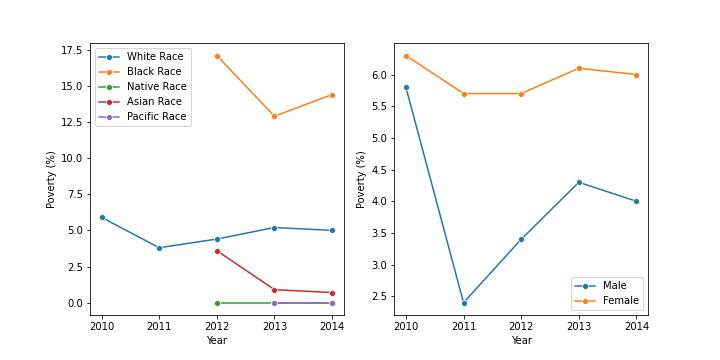 17.5
15.0
12.5
10.0
7.5
5.0
2.5
0.0
Poverty (%)
White Race
Black Race
Native Race
Asian Race
Pacific Race
2010 2011 2012 2013 2014
Year
6.0
5.5
5.0
4.5
4.0
3.5
3.0
2.5
Poverty (%)
Male
Female
2010 2011 2012 2013 2014
Year